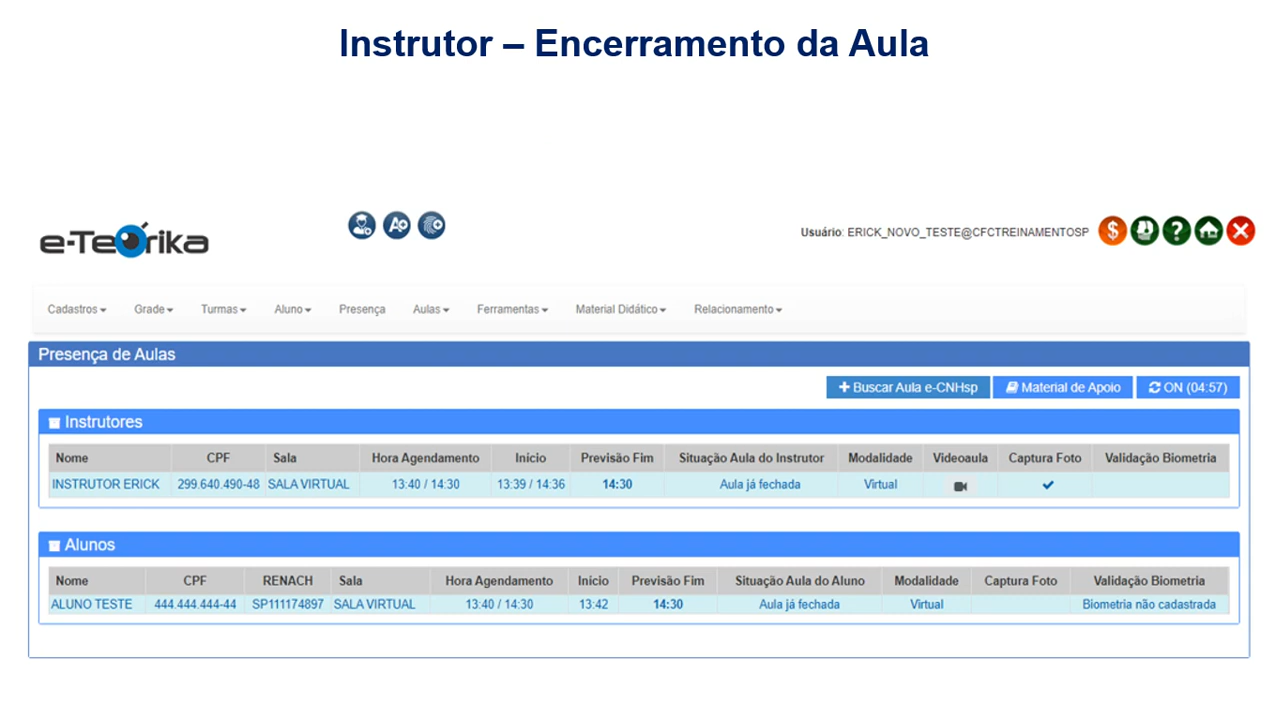 Instrutor – Encerramento da Aula
e-Teórika
Usuário: ERICK_NOVO_TESTE@CFCTREINAMENTOSP
Cadastros Grade Turmas Aluno Presença Aulas Ferramentas Material Didático Relacionamento
Presença de Aulas
Buscar Aula e-CNHsp Material de Apoio ON (04:57)
Instrutores
Nome CPF Sala Hora Agendamento Início Previsão Fim Situação Aula do Instrutor Modalidade Videoaula Captura Foto Validação Biometria
INSTRUTOR ERICK 299.640.490-48 SALA VIRTUAL 13:40 / 14:30 13:39 / 14:36 14:30 Aula já fechada Virtual
Alunos
Nome CPF RENACH Sala Hora Agendamento Início Previsão Fim Situação Aula do Aluno Modalidade Captura Foto Validação Biometria
ALUNO TESTE 444.444.444-44 SP111174897 SALA VIRTUAL 13:40 / 14:30 13:42 14:30 Aula já fechada Virtual Biometria não cadastrada